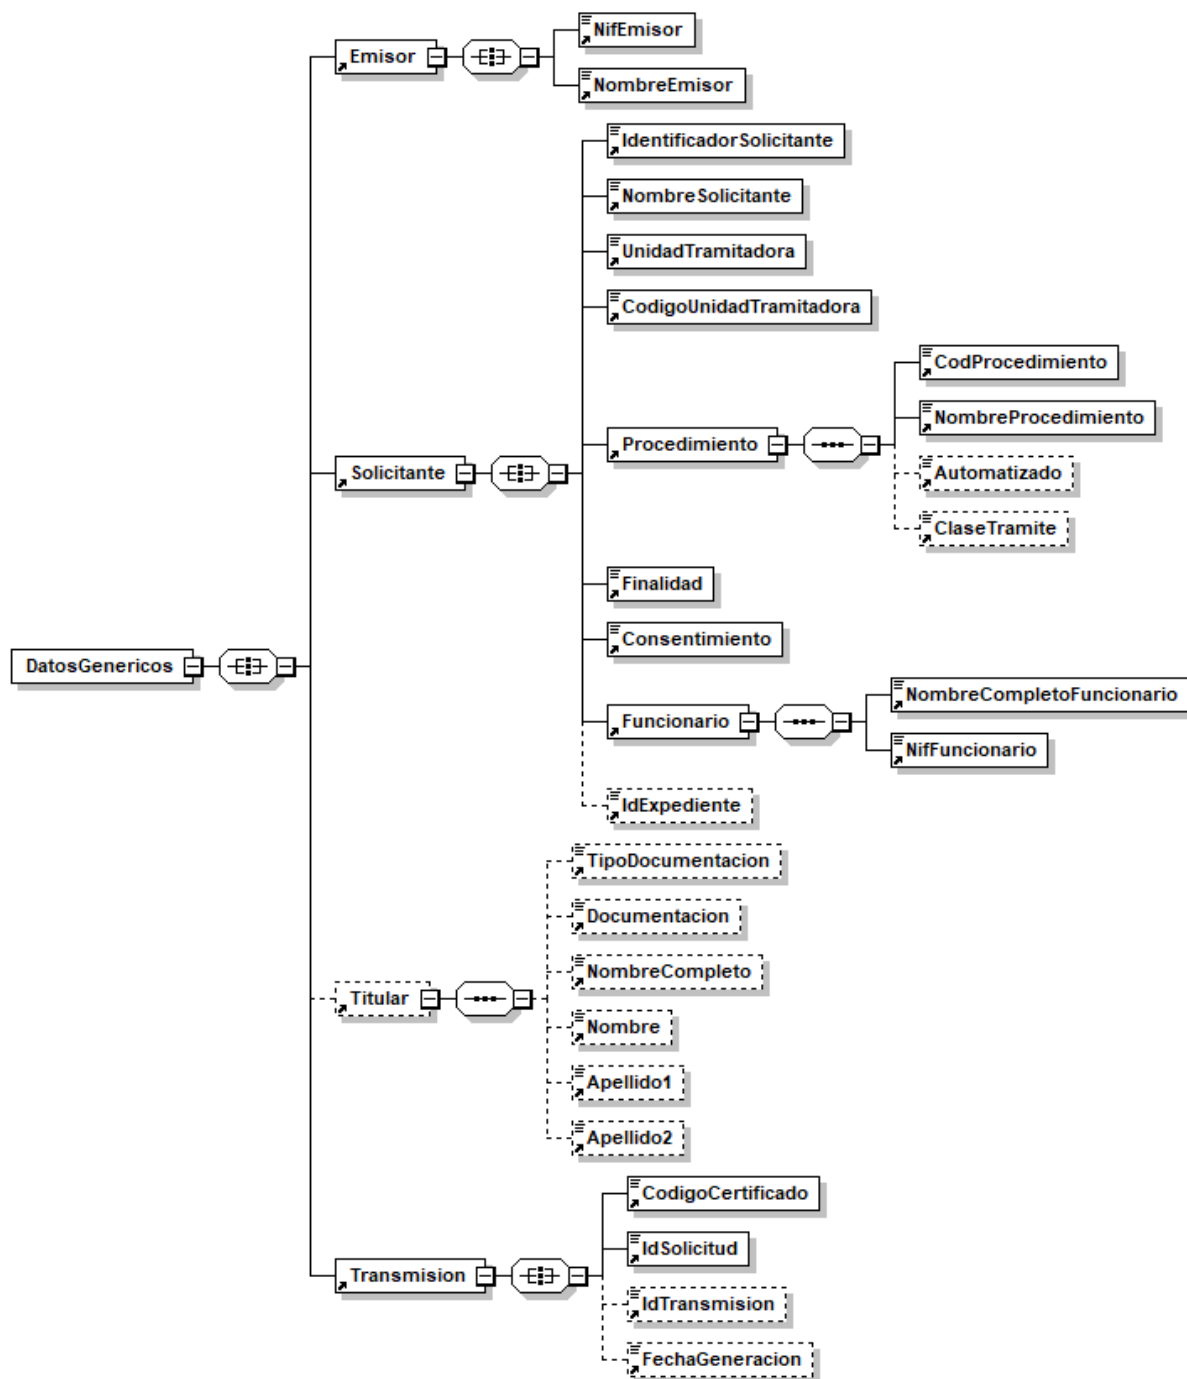 NifEmisor
Emisor
NombreEmisor
IdentificadorSolicitante
NombreSolicitante
UnidadTramitadora
CodigoUnidadTramitadora
CodProcedimiento
NombreProcedimiento
Procedimiento
Automatizado
Solicitante
ClaseTramite
Finalidad
Consentimiento
DatosGenericos
NombreCompletoFuncionario
Funcionario
NifFuncionario
IdExpediente
TipoDocumentacion
Documentacion
NombreCompleto
Titular
Nombre
Apellido1
Apellido2
CodigoCertificado
IdSolicitud
Transmision
IdTransmision
FechaGeneracion